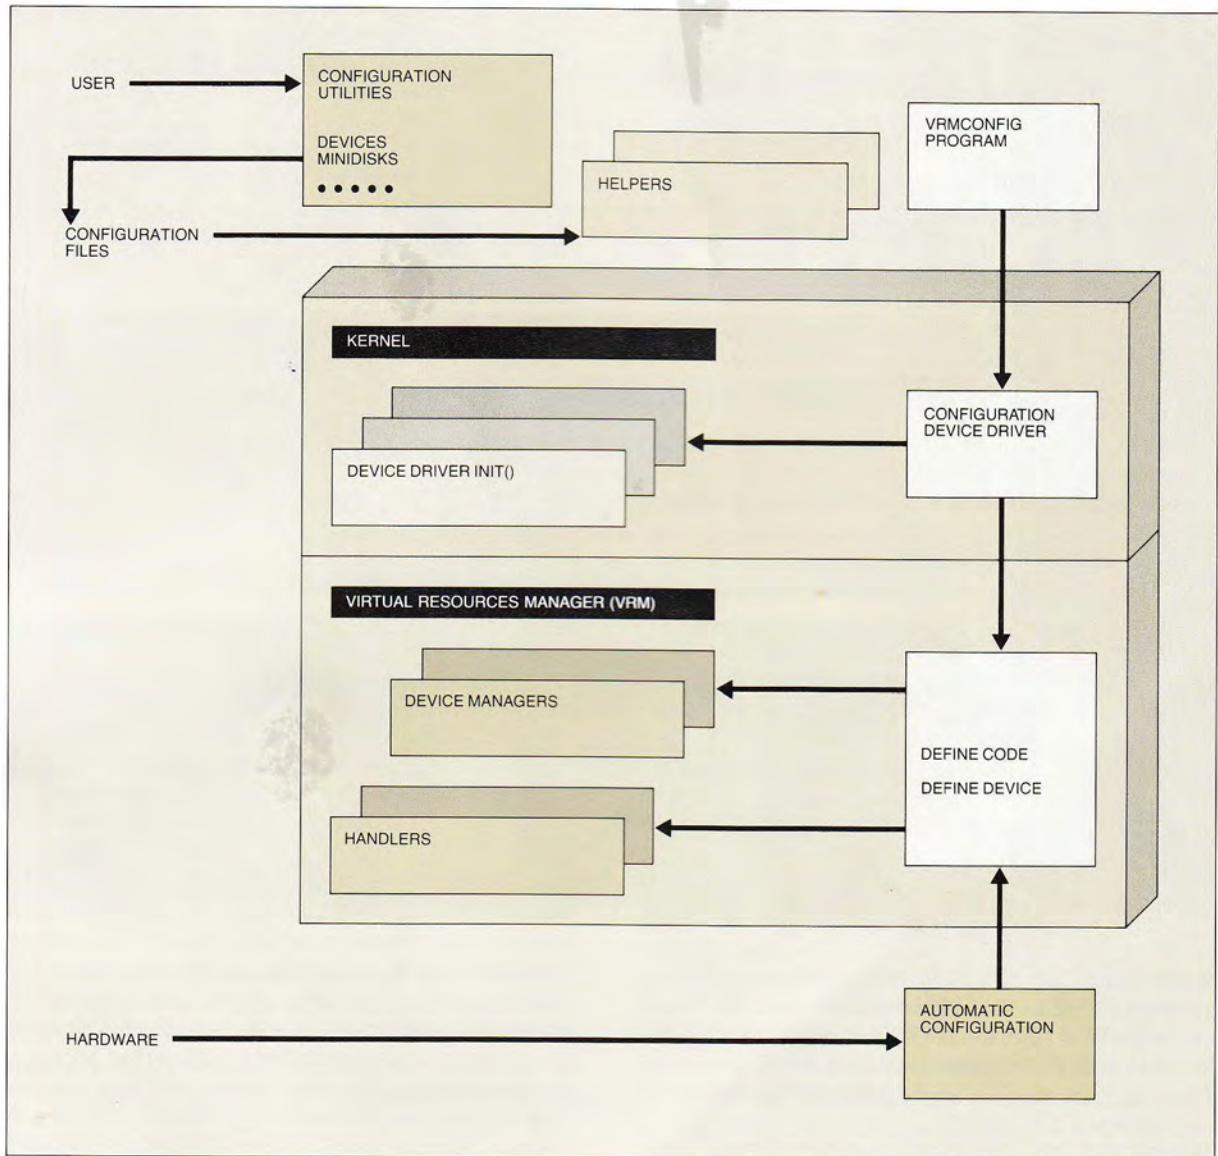 USER
CONFIGURATION
UTILITIES
DEVICES
MINIDISKS
• • • • •
VRMCONFIG
PROGRAM
HELPERS
CONFIGURATION
FILES
KERNEL
CONFIGURATION
DEVICE DRIVER
DEVICE DRIVER INIT()
VIRTUAL RESOURCES MANAGER (VRM)
DEVICE MANAGERS
DEFINE CODE
DEFINE DEVICE
HANDLERS
AUTOMATIC
CONFIGURATION
HARDWARE